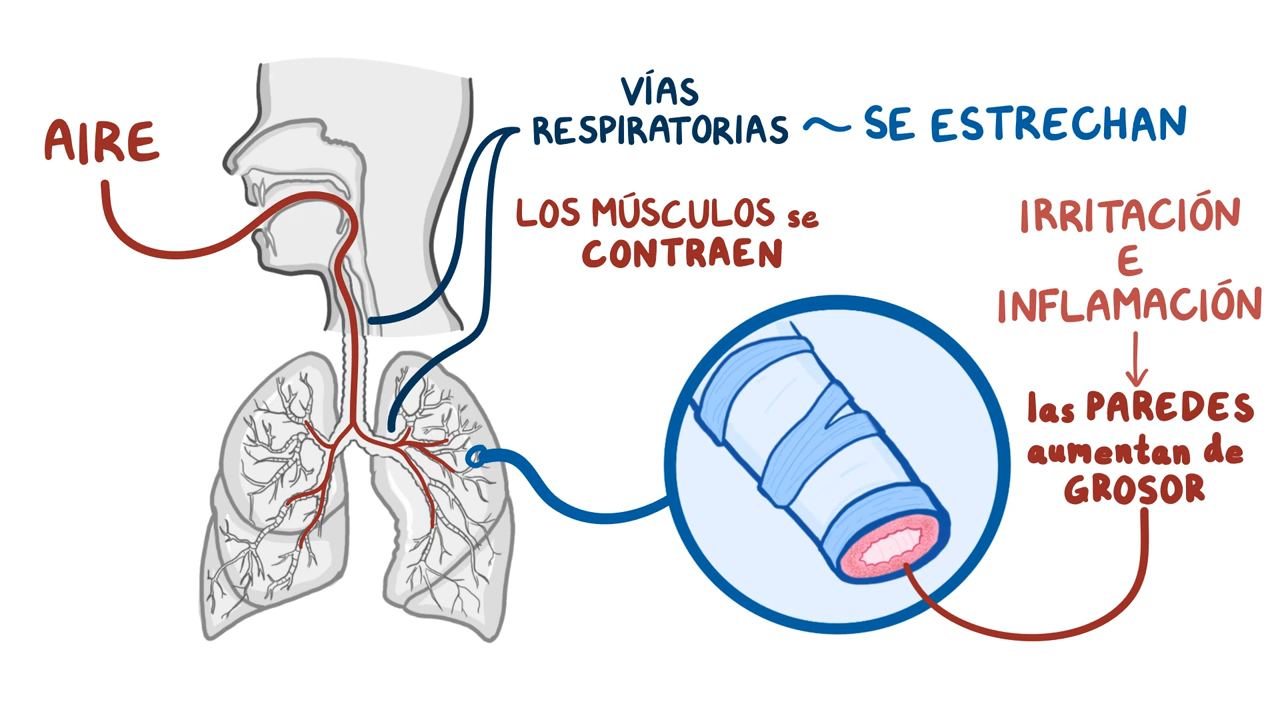 AIRE
VÍAS
RESPIRATORIAS ~ SE ESTRECHAN
LOS MÚSCULOS se
CONTRAEN
IRRITACIÓN
E
INFLAMACIÓN
las PAREDES
aumentan de
GROSOR